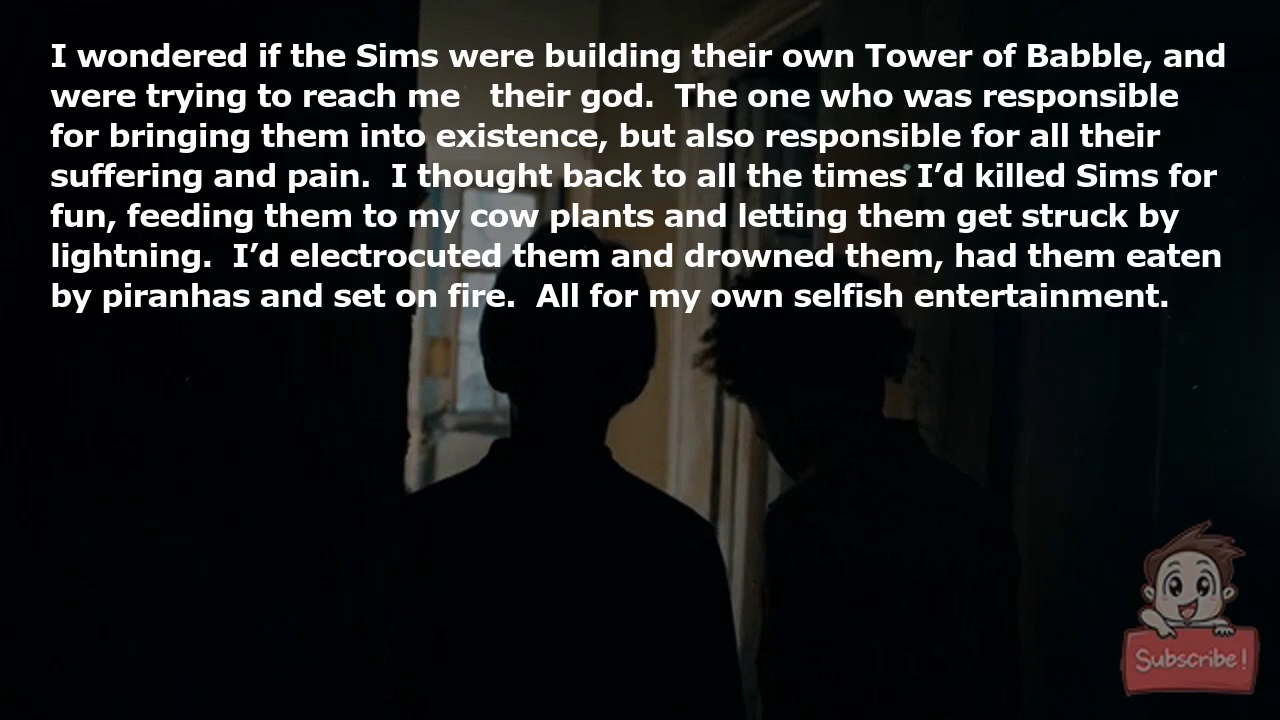 I wondered if the Sims were building their own Tower of Babble, and
were trying to reach me   their god.  The one who was responsible
for bringing them into existence, but also responsible for all their
suffering and pain.  I thought back to all the times I’d killed Sims for
fun, feeding them to my cow plants and letting them get struck by
lightning.  I’d electrocuted them and drowned them, had them eaten
by piranhas and set on fire.  All for my own selfish entertainment.
Subscribe!